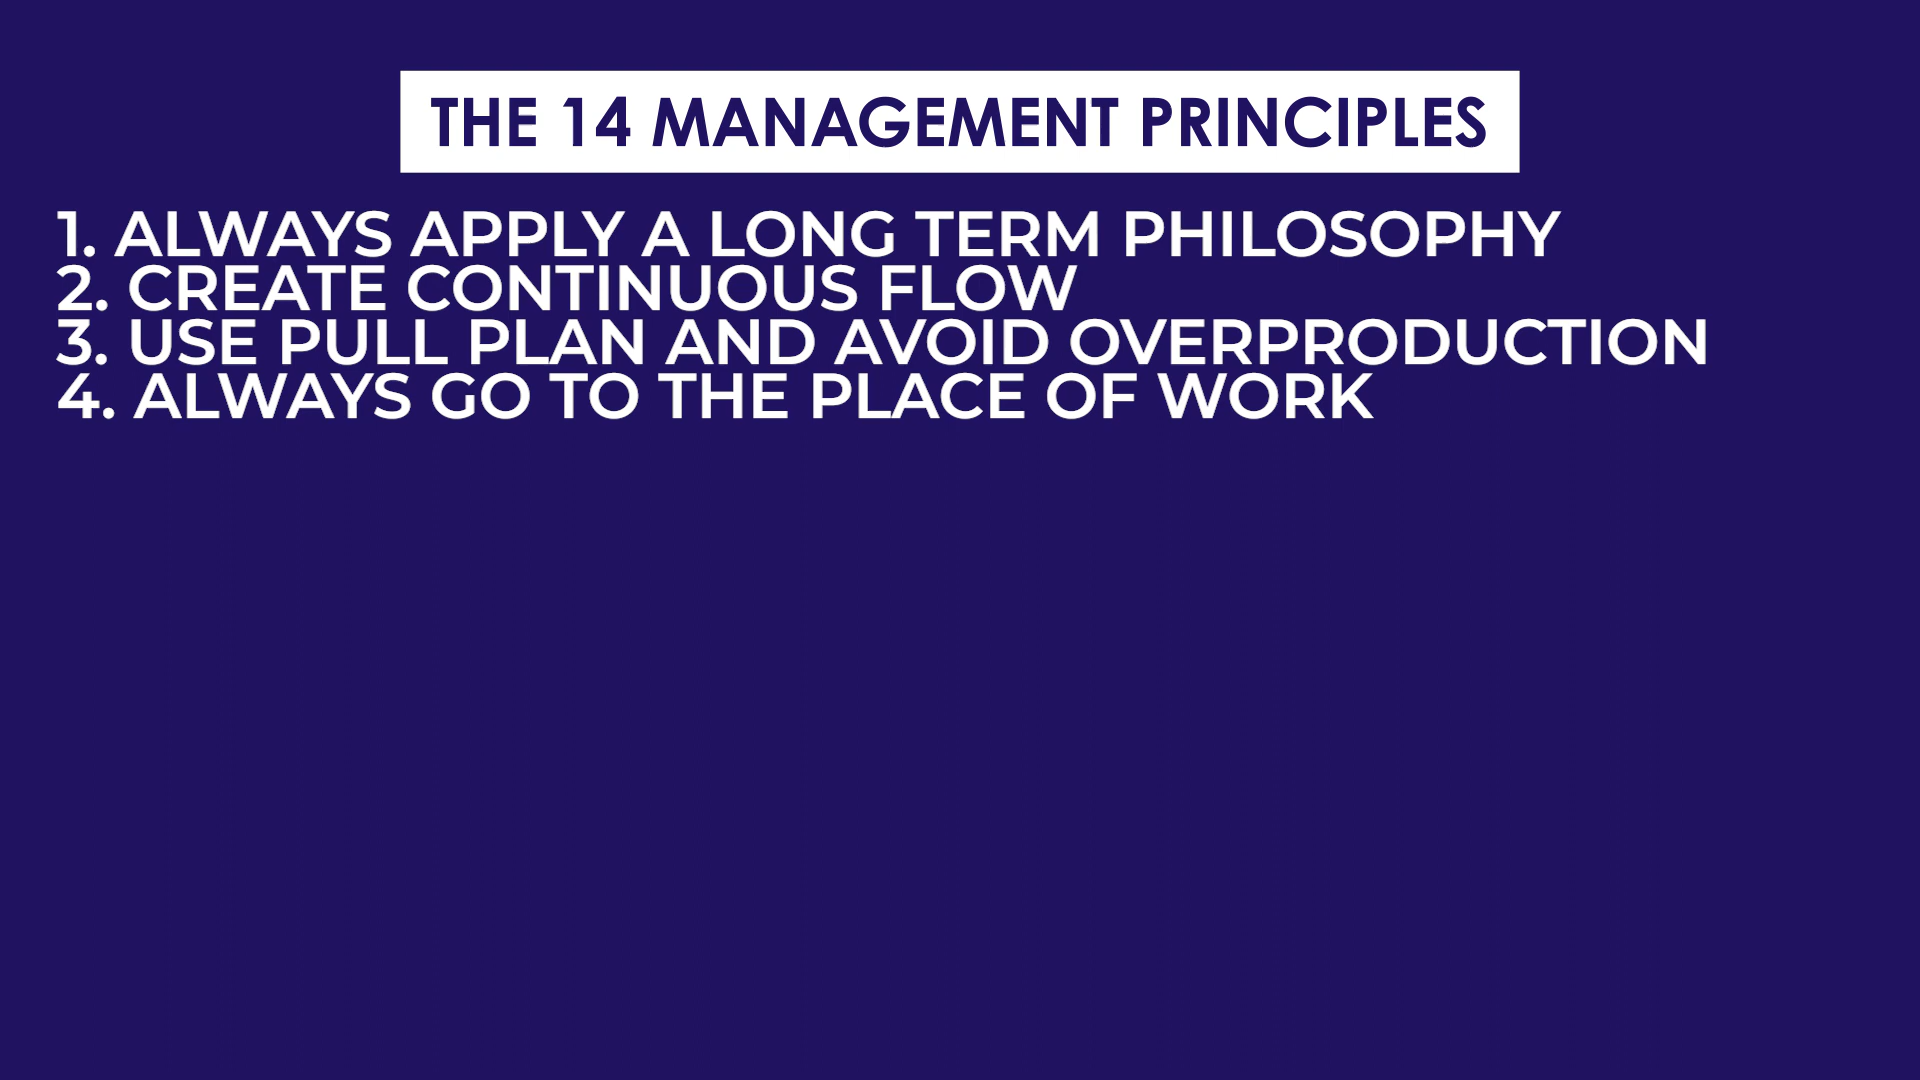 THE 14 MANAGEMENT PRINCIPLES
1. ALWAYS APPLY A LONG TERM PHILOSOPHY
2. CREATE CONTINUOUS FLOW
3. USE PULL PLAN AND AVOID OVERPRODUCTION
4. ALWAYS GO TO THE PLACE OF WORK